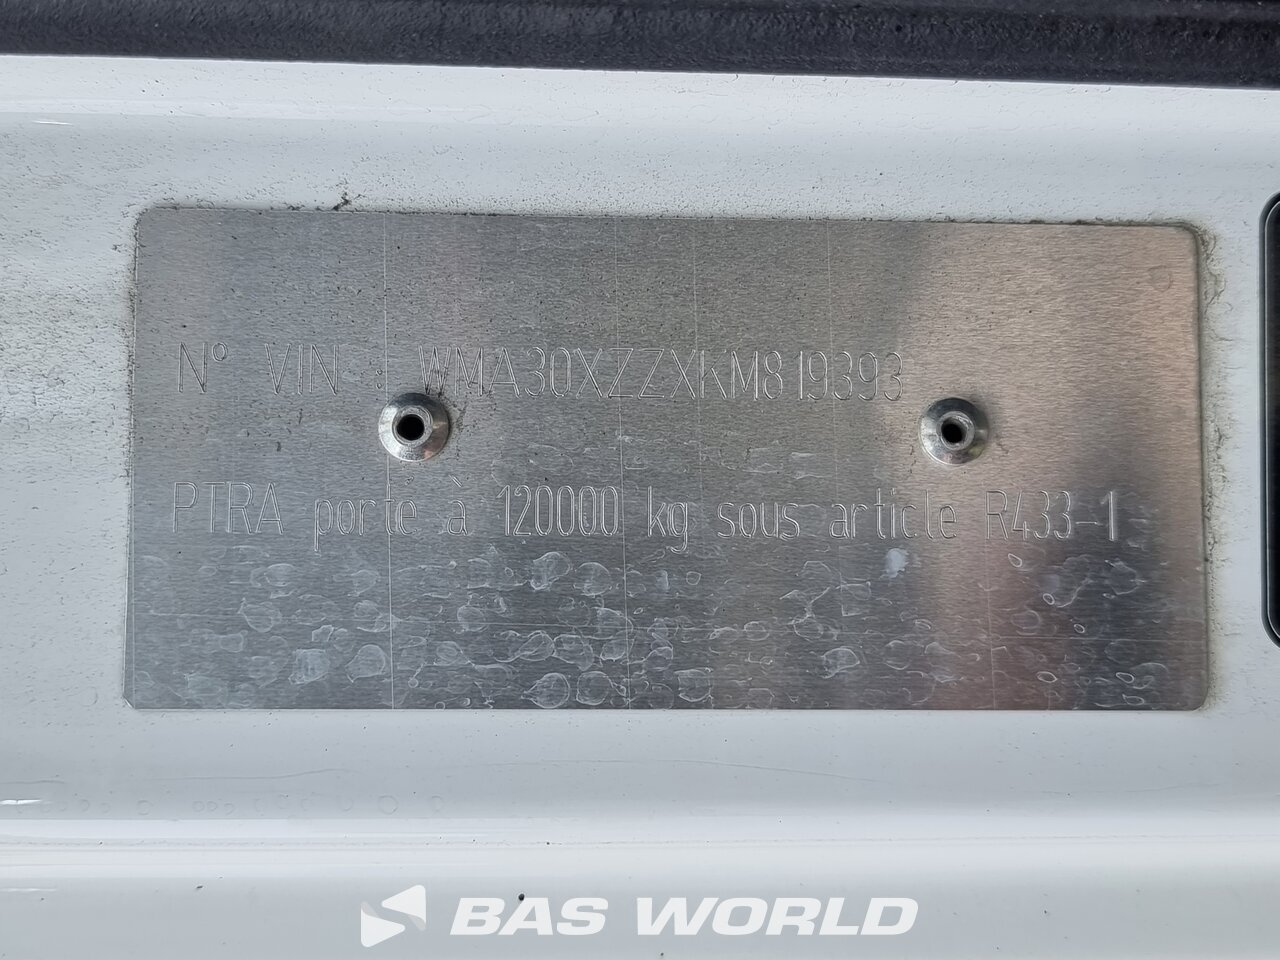 N° VIN : WMA30XZZXKM819393
PTRA porté à 120000 kg sous article R433-1
BAS WORLD